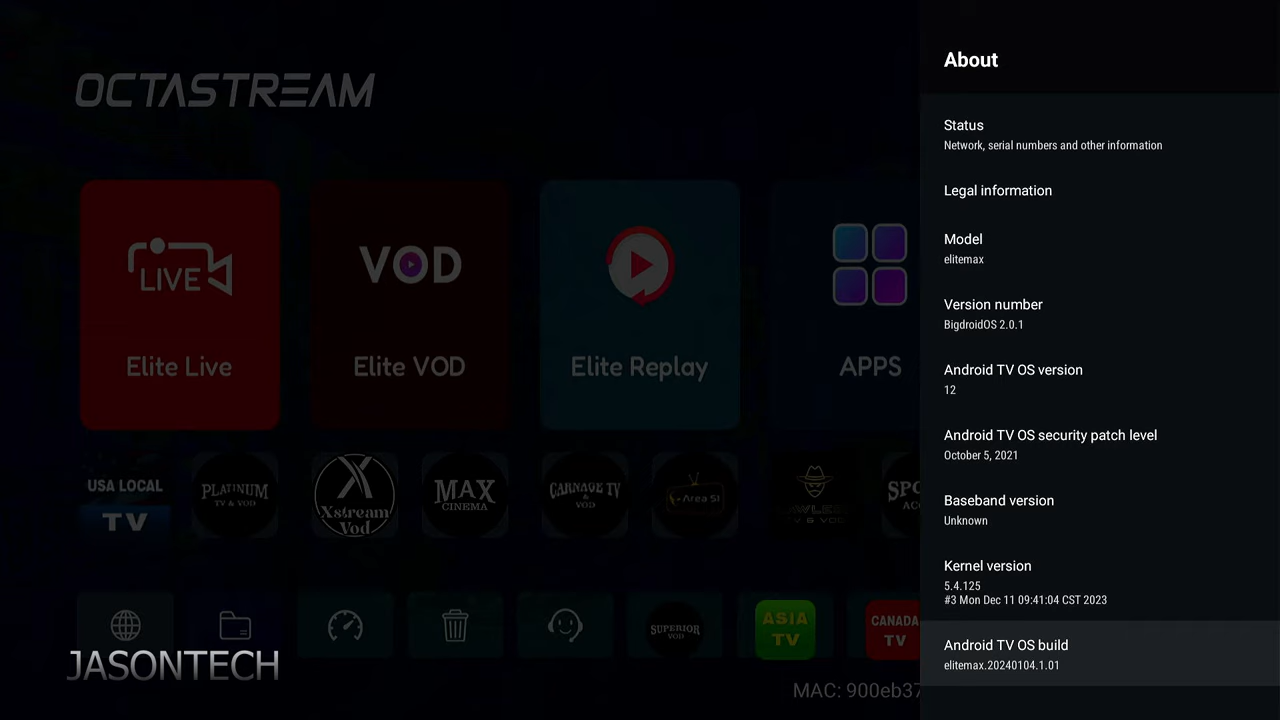 OCTASTREAM
LIVE
Elite Live
VOD
Elite VOD
Elite Replay
APPS
USA LOCAL
TV
PLATINUM
TV & VOD
Xstream
Vod
MAX
CINEMA
CARNAGE TV
&
VOD
Area 51
TV & VOD
SUPERIOR
VOD
ASIA
TV
CANADA
TV
JASONTECH
MAC: 900eb37
About
Status
Network, serial numbers and other information
Legal information
Model
elitemax
Version number
BigdroidOS 2.0.1
Android TV OS version
12
Android TV OS security patch level
October 5, 2021
Baseband version
Unknown
Kernel version
5.4.125
#3 Mon Dec 11 09:41:04 CST 2023
Android TV OS build
elitemax.20240104.1.01